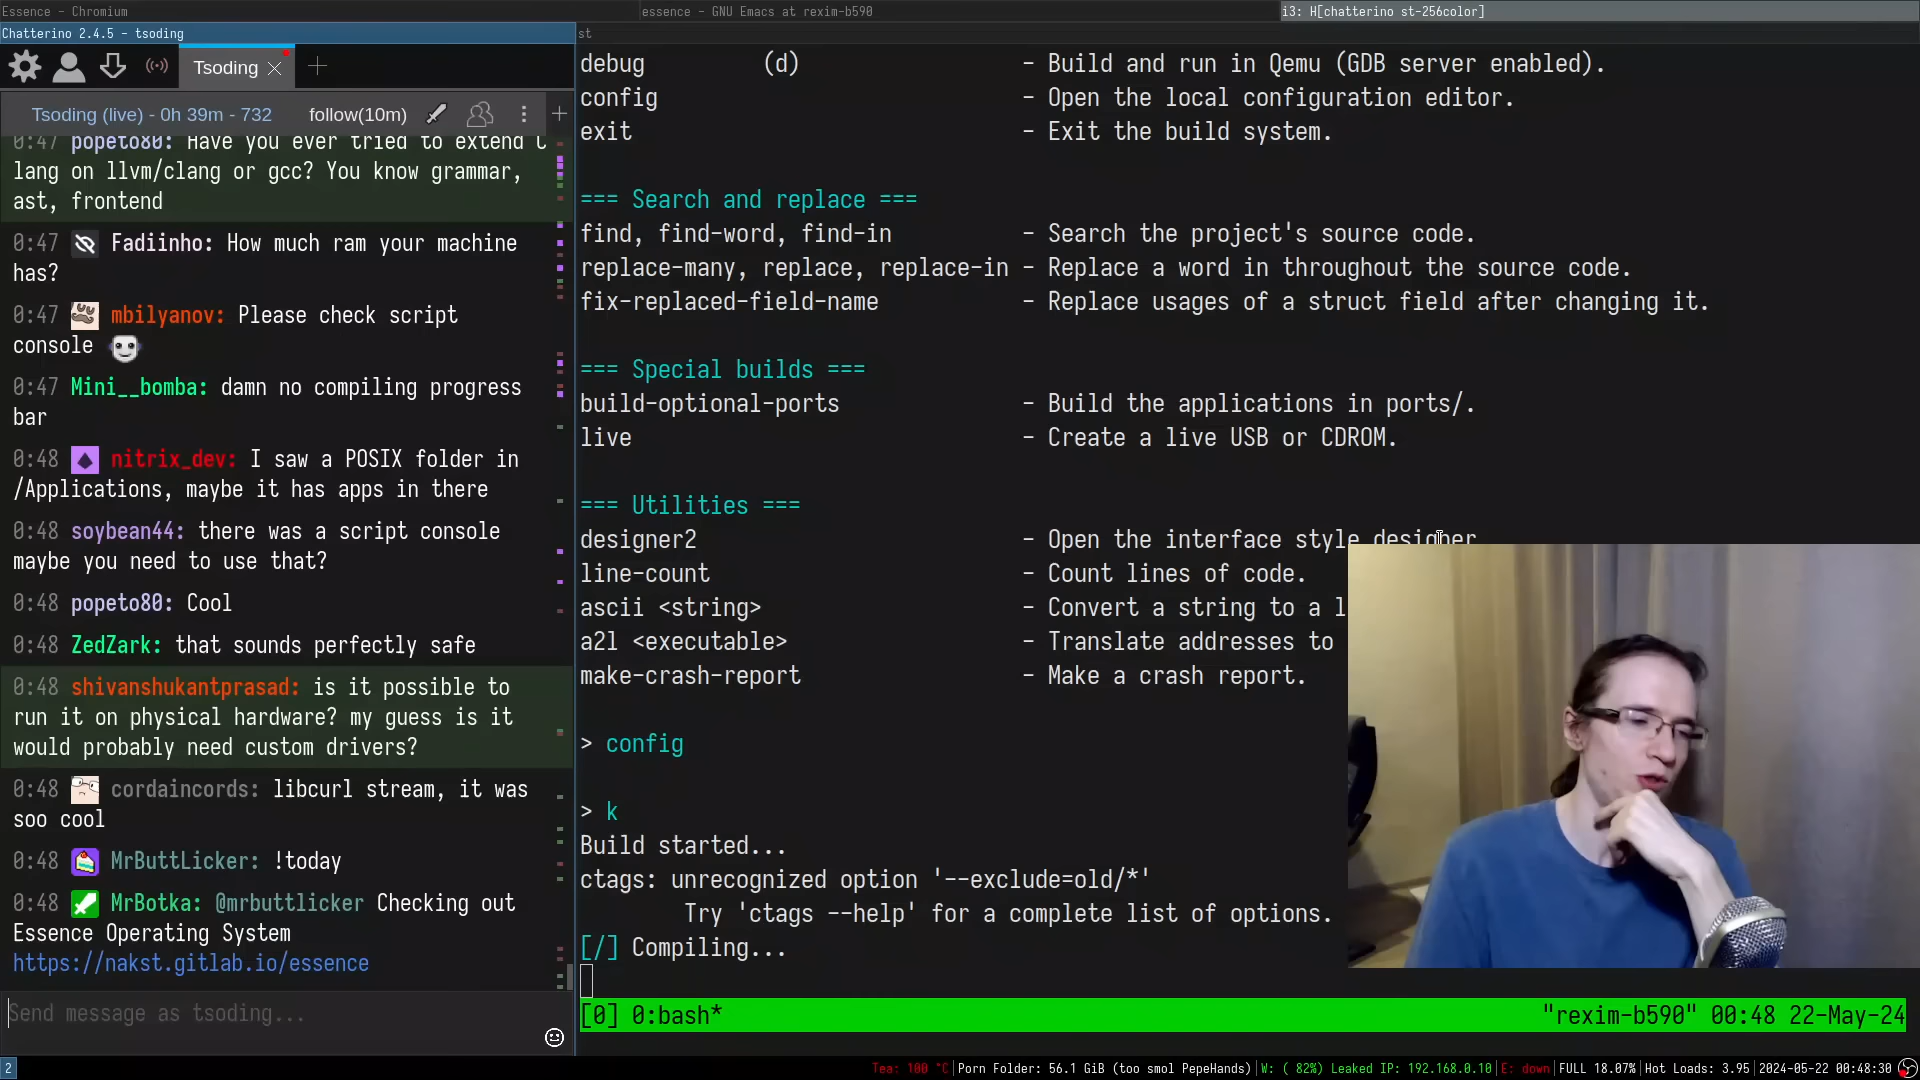 Essence - Chromium
essence - GNU Emacs at rexim-b590
i3: H[chatterino st-256color]
Chatterino 2.4.5 - tsoding
st
Tsoding
Tsoding (live) - 0h 39m - 732
follow(10m)
0:47 popeto80: Have you ever tried to extend C
lang on llvm/clang or gcc? You know grammar,
ast, frontend
0:47 Fadiinho: How much ram your machine
has?
0:47 mbilyanov: Please check script
console
0:47 Mini__bomba: damn no compiling progress
bar
0:48 nitrix_dev: I saw a POSIX folder in
/Applications, maybe it has apps in there
0:48 soybean44: there was a script console
maybe you need to use that?
0:48 popeto80: Cool
0:48 ZedZark: that sounds perfectly safe
0:48 shivanshukantprasad: is it possible to
run it on physical hardware? my guess is it
would probably need custom drivers?
0:48 cordaincords: libcurl stream, it was
soo cool
0:48 MrButtLicker: !today
0:48 MrBotka: @mrbuttlicker Checking out
Essence Operating System
https://nakst.gitlab.io/essence
Send message as tsoding...
debug (d) - Build and run in Qemu (GDB server enabled).
config - Open the local configuration editor.
exit - Exit the build system.
=== Search and replace ===
find, find-word, find-in - Search the project's source code.
replace-many, replace, replace-in - Replace a word in throughout the source code.
fix-replaced-field-name - Replace usages of a struct field after changing it.
=== Special builds ===
build-optional-ports - Build the applications in ports/.
live - Create a live USB or CDROM.
=== Utilities ===
designer2 - Open the interface style designer
line-count - Count lines of code.
ascii <string> - Convert a string to a l
a2l <executable> - Translate addresses to
make-crash-report - Make a crash report.
> config
> k
Build started...
ctags: unrecognized option '--exclude=old/*'
Try 'ctags --help' for a complete list of options.
[/] Compiling...
[0] 0:bash*
"rexim-b590" 00:48 22-May-24
2
Tea: 100 °C|Porn Folder: 56.1 GiB (too smol PepeHands)|W: ( 82%) Leaked IP: 192.168.0.10|E: down|FULL 18.07%|Hot Loads: 3.95|2024-05-22 00:48:30